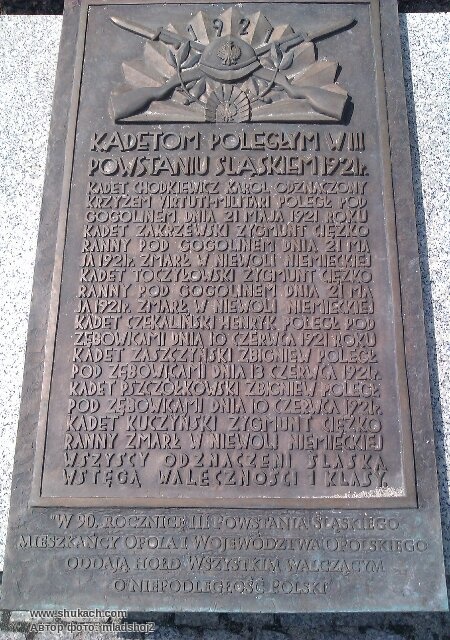 1921
KADETOM POLEGŁYM W III
POWSTANIU ŚLĄSKIEM 1921 R.
KADET CHODKIEWICZ KAROL ODZNACZONY
KRZYŻEM VIRTUTI-MILITARI POLEGŁ POD
GOGOLNEM DNIA 21 MAJA 1921 ROKU
KADET ZAKRZEWSKI ZYGMUNT CIĘŻKO
RANNY POD GOGOLINEM DNIA 21 MA
JA 1921R. ZMARŁ W NIEWOLI NIEMIECKIEJ
KADET TOCZYŁOWSKI ZYGMUNT CIĘŻKO
RANNY POD GOGOLINEM DNIA 21 MA
JA 1921R. ZMARŁ W NIEWOLI NIEMIECKIEJ
KADET CZEKALIŃSKI HENRYK POLEGŁ POD
ZĘBOWICAMI DNIA 10 CZERWCA 1921 ROKU
KADET ZASZCZYŃSKI ZBIGNIEW POLEGŁ
POD ZĘBOWICAMI DNIA 13 CZERWCA 1921R.
KADET PSZCZÓŁKOWSKI ZBIGNIEW POLEGŁ
POD ZĘBOWICAMI DNIA 10 CZERWCA 1921R.
KADET KUCZYŃSKI ZYGMUNT CIĘŻKO
RANNY ZMARŁ W NIEWOLI NIEMIECKIEJ
WSZYSCY ODZNACZENI ŚLĄSKĄ
WSTĘGĄ WALECZNOŚCI I KLASY
"W 90. ROCZNICĘ III POWSTANIA ŚLĄSKIEGO
MIESZKAŃCY OPOLA I WOJEWÓDZTWA OPOLSKIEGO
ODDAJĄ HOŁD WSZYSTKIM WALCZĄCYM
O NIEPODLEGŁOŚĆ POLSKI"
www.shukach.com
Автор фото: mladshoj2